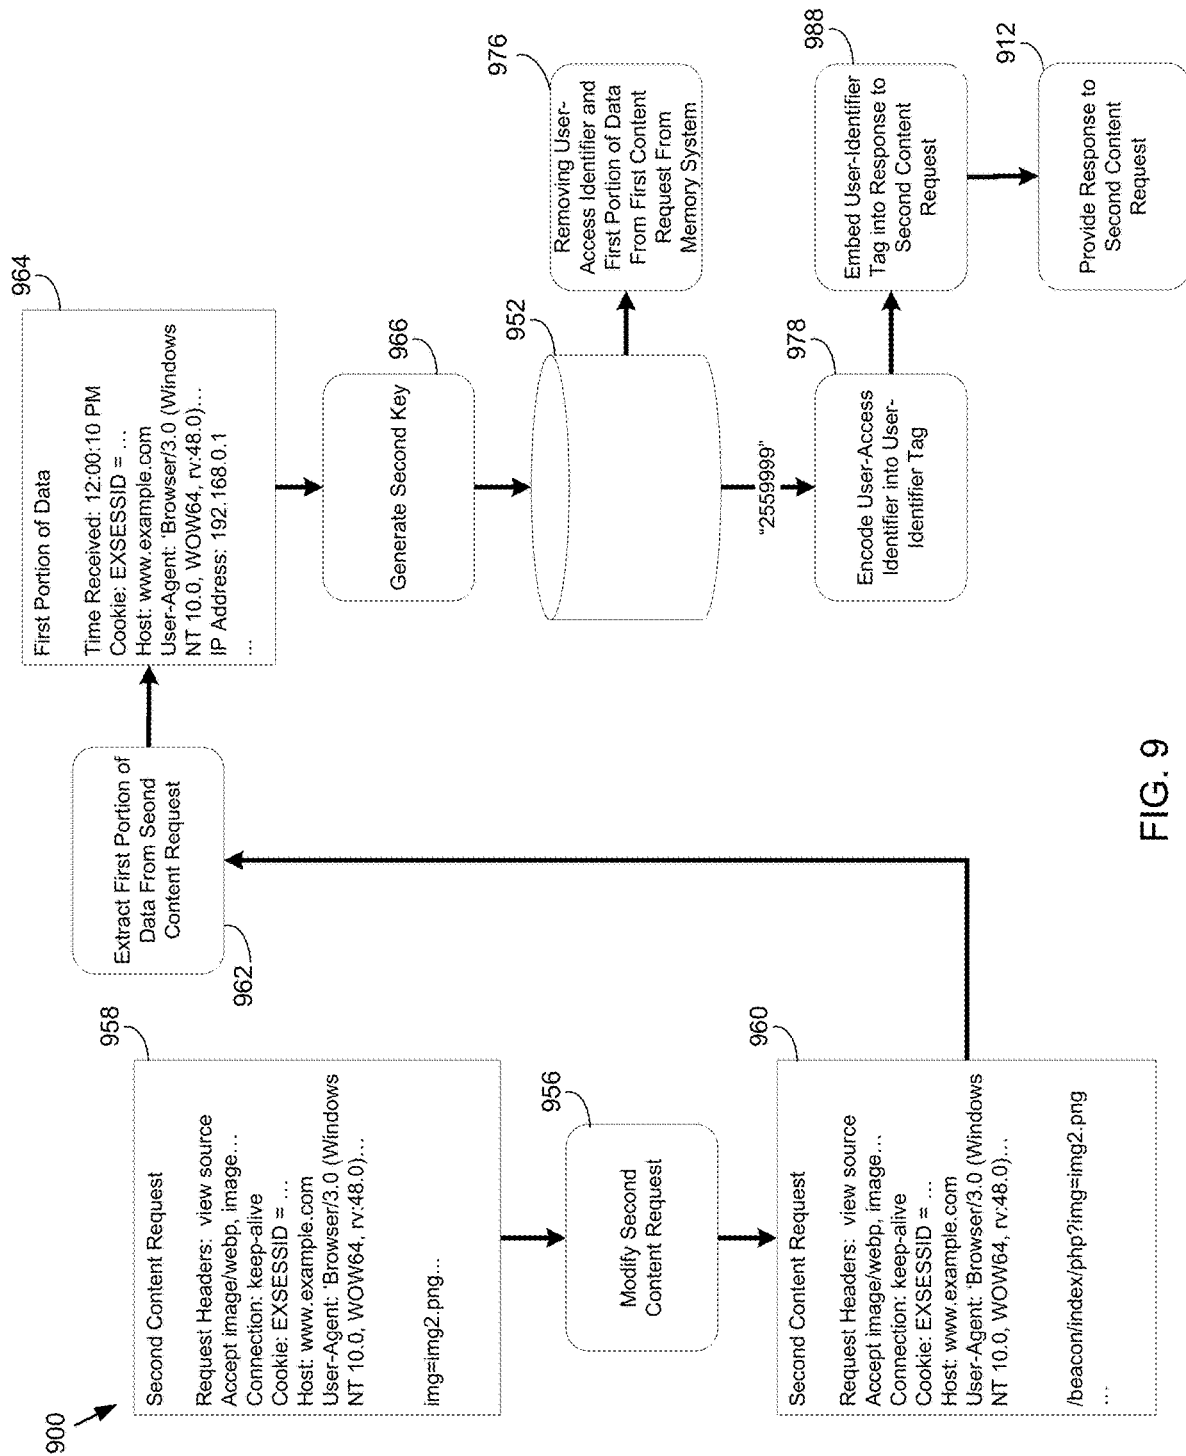 900
958
Second Content Request
Request Headers: view source
Accept image/webp, image...
Connection: keep-alive
Cookie: EXSESSID = ...
Host: www.example.com
User-Agent: 'Browser/3.0 (Windows
NT 10.0, WOW64, rv:48.0)...
img=img2.png...
956
Modify Second
Content Request
960
Second Content Request
Request Headers: view source
Accept image/webp, image...
Connection: keep-alive
Cookie: EXSESSID = ...
Host: www.example.com
User-Agent: 'Browser/3.0 (Windows
NT 10.0, WOW64, rv:48.0)...
/beacon/index/php?img=img2.png
...
962
Extract First Portion of
Data From Seond
Content Request
964
First Portion of Data
Time Received: 12:00:10 PM
Cookie: EXSESSID = ...
Host: www.example.com
User-Agent: 'Browser/3.0 (Windows
NT 10.0, WOW64, rv:48.0)...
IP Address: 192.168.0.1
...
966
Generate Second Key
952
976
Removing User-
Access Identifier and
First Portion of Data
From First Content
Request From
Memory System
"2559999"
978
Encode User-Access
Identifier into User-
Identifier Tag
988
Embed User-Identifier
Tag into Response to
Second Content
Request
912
Provide Response to
Second Content
Request
FIG. 9